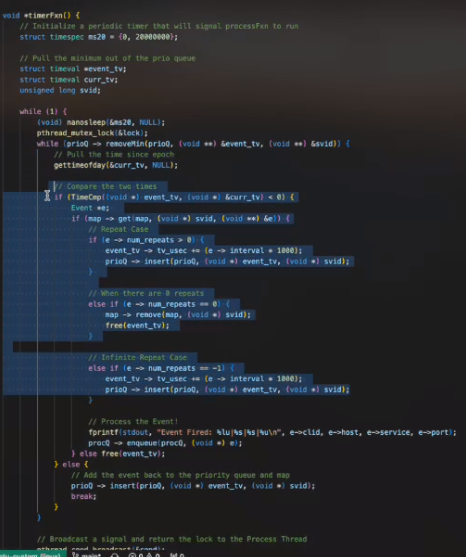 void *timerFxn() {
// Initialize a periodic timer that will signal processFxn to run
struct timespec ms20 = {0, 20000000};
// Pull the minimum out of the prio queue
struct timeval *event_tv;
struct timeval curr_tv;
unsigned long svid;
while (1) {
(void) nanosleep(&ms20, NULL);
pthread_mutex_lock(&lock);
while (prioQ -> removeMin(prioQ, (void **) &event_tv, (void **) &svid)) {
// Pull the time since epoch
gettimeofday(&curr_tv, NULL);
// Compare the two times
if (TimeCmp((void *) event_tv, (void *) &curr_tv) < 0) {
Event *e;
if (map -> get(map, (void *) svid, (void **) &e)) {
// Repeat Case
if (e -> num_repeats > 0) {
event_tv -> tv_usec += (e -> interval * 1000);
prioQ -> insert(prioQ, (void *) event_tv, (void *) svid);
}
// When there are 0 repeats
else if (e -> num_repeats == 0) {
map -> remove(map, (void *) svid);
free(event_tv);
}
// Infinite Repeat Case
else if (e -> num_repeats == -1) {
event_tv -> tv_usec += (e -> interval * 1000);
prioQ -> insert(prioQ, (void *) event_tv, (void *) svid);
}
// Process the Event!
fprintf(stdout, "Event Fired: %lu|%s|%s|%u\n", e->clid, e->host, e->service, e->port);
procQ -> enqueue(procQ, (void *) e);
} else free(event_tv);
} else {
// Add the event back to the priority queue and map
prioQ -> insert(prioQ, (void *) event_tv, (void *) svid);
break;
}
}
// Broadcast a signal and return the lock to the Process Thread